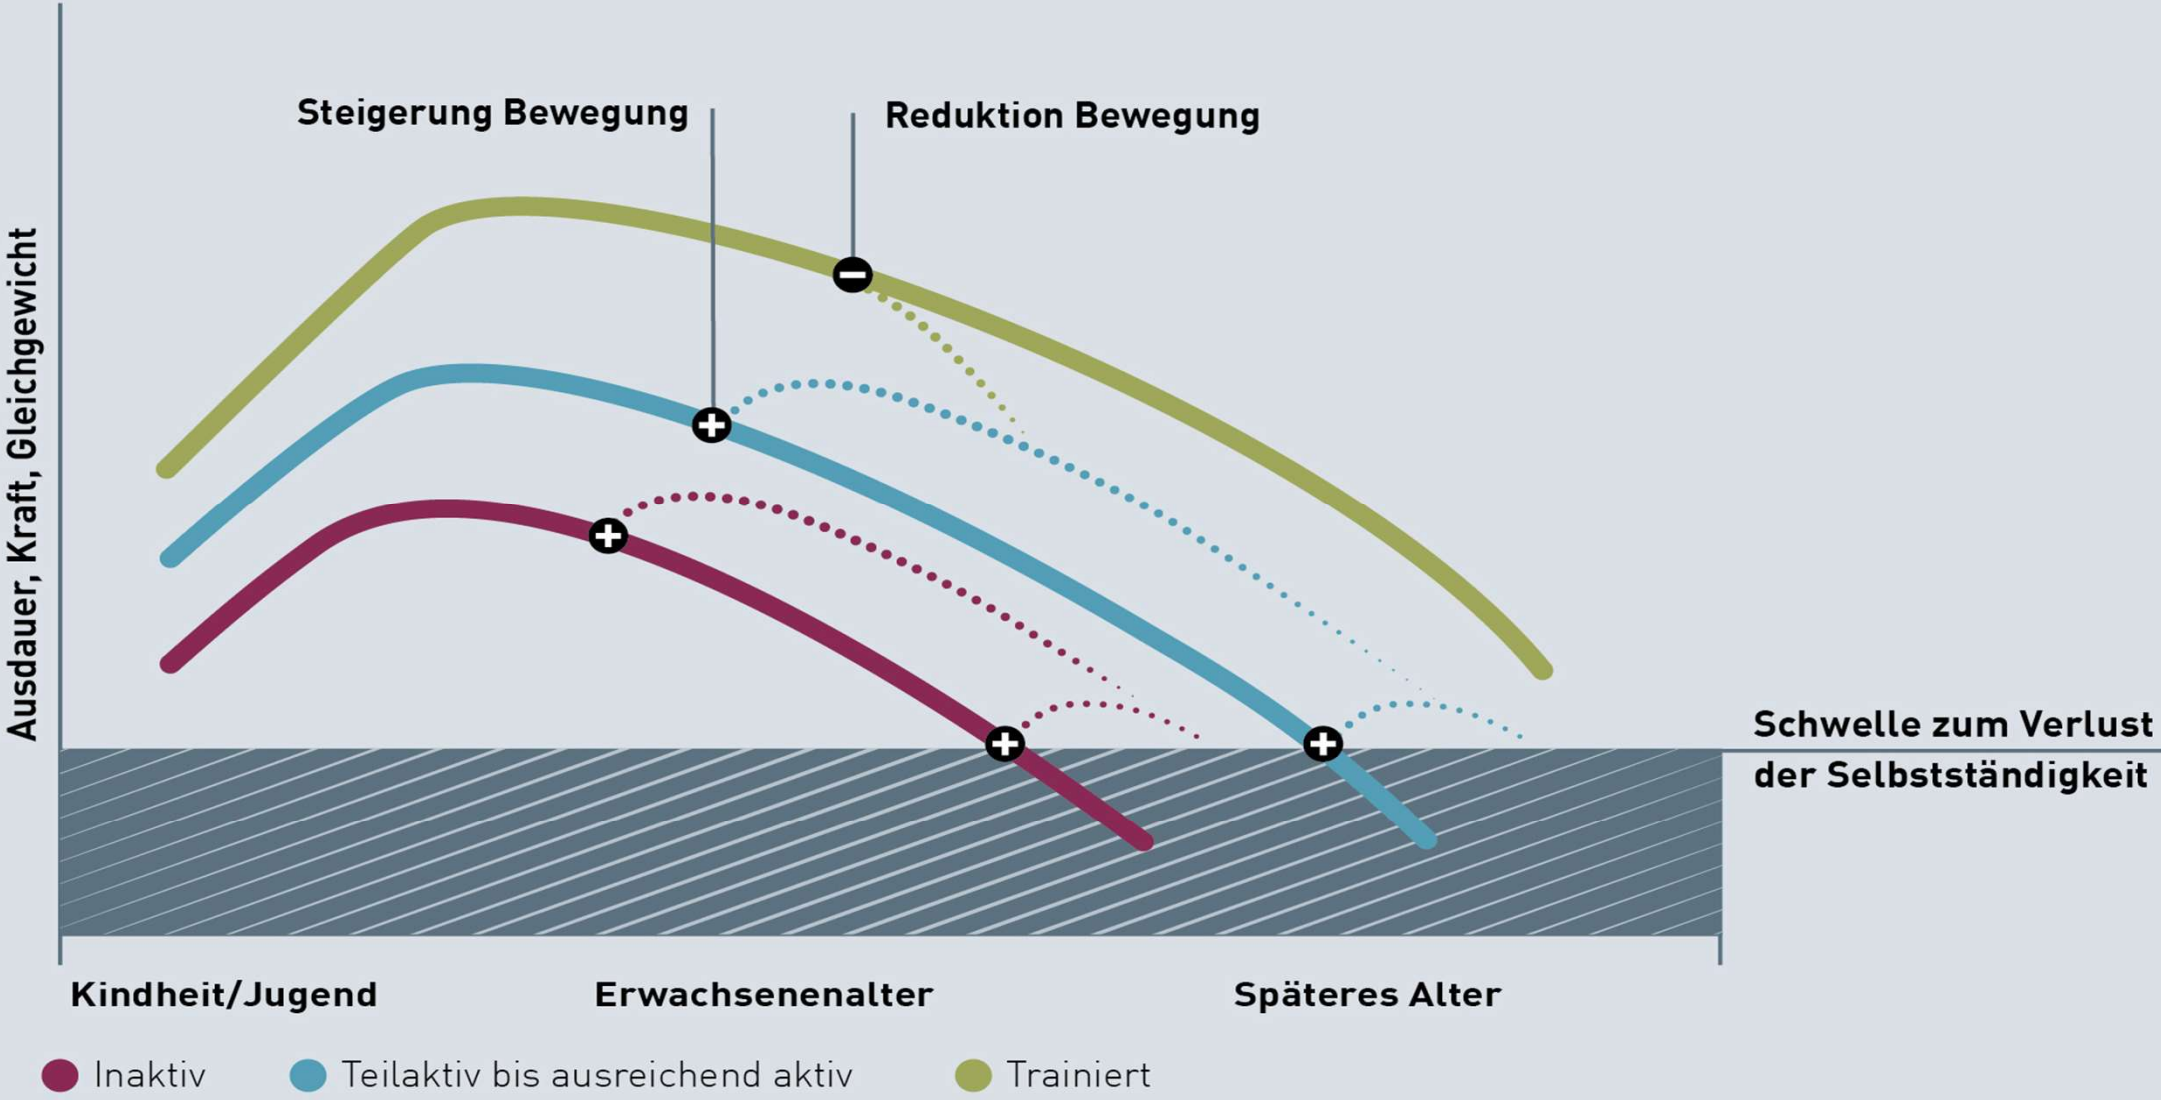 Steigerung Bewegung
Reduktion Bewegung
Ausdauer, Kraft, Gleichgewicht
Schwelle zum Verlust
der Selbstständigkeit
Kindheit/Jugend
Erwachsenenalter
Späteres Alter
Inaktiv
Teilaktiv bis ausreichend aktiv
Trainiert